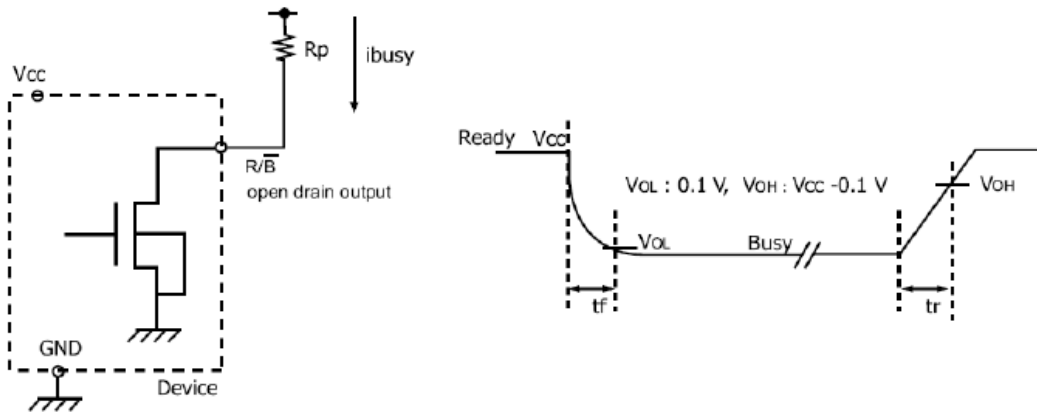 Rp
ibusy
Vcc
R/B̅
open drain output
GND
Device
Ready Vcc
VOL : 0.1 V, VOH : VCC -0.1 V
VOH
VOL
Busy
tf
tr